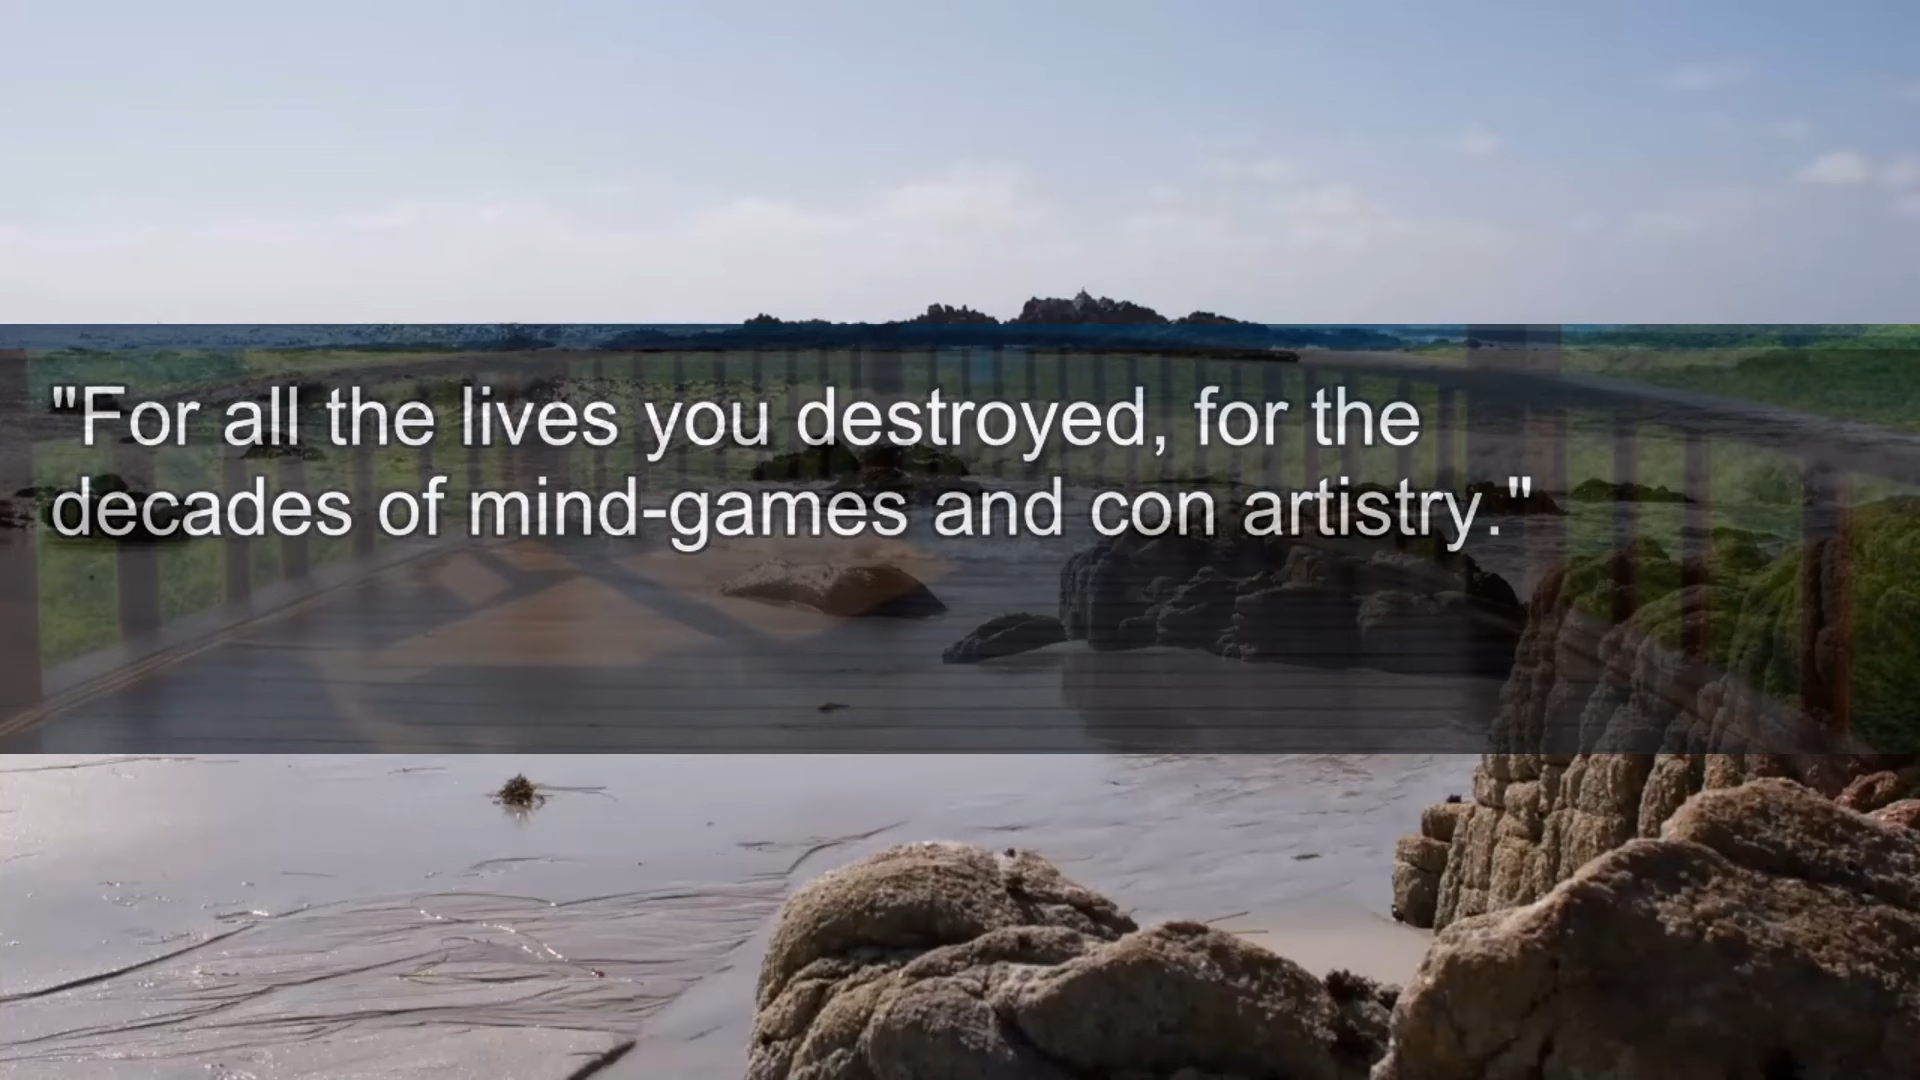 "For all the lives you destroyed, for the
decades of mind-games and con artistry."